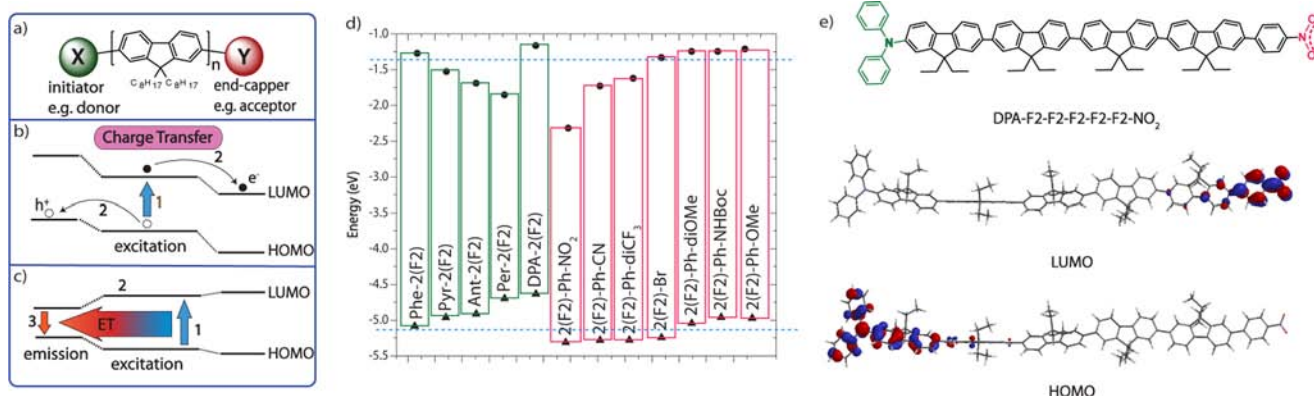 a)
X
Y
n
C8H17 C8H17
initiator
e.g. donor
end-capper
e.g. acceptor
b)
Charge Transfer
2
e-
LUMO
h+
2
1
excitation
HOMO
c)
2
LUMO
3
ET
1
emission
excitation
HOMO
d)
Energy (eV)
-1.0
-1.5
-2.0
-2.5
-3.0
-3.5
-4.0
-4.5
-5.0
-5.5
Phe-2(F2)
Pyr-2(F2)
Ant-2(F2)
Per-2(F2)
DPA-2(F2)
2(F2)-Ph-NO2
2(F2)-Ph-CN
2(F2)-Ph-diCF3
2(F2)-Br
2(F2)-Ph-diOMe
2(F2)-Ph-NHBoc
2(F2)-Ph-OMe
e)
N
N
O
O
DPA-F2-F2-F2-F2-F2-NO2
LUMO
HOMO